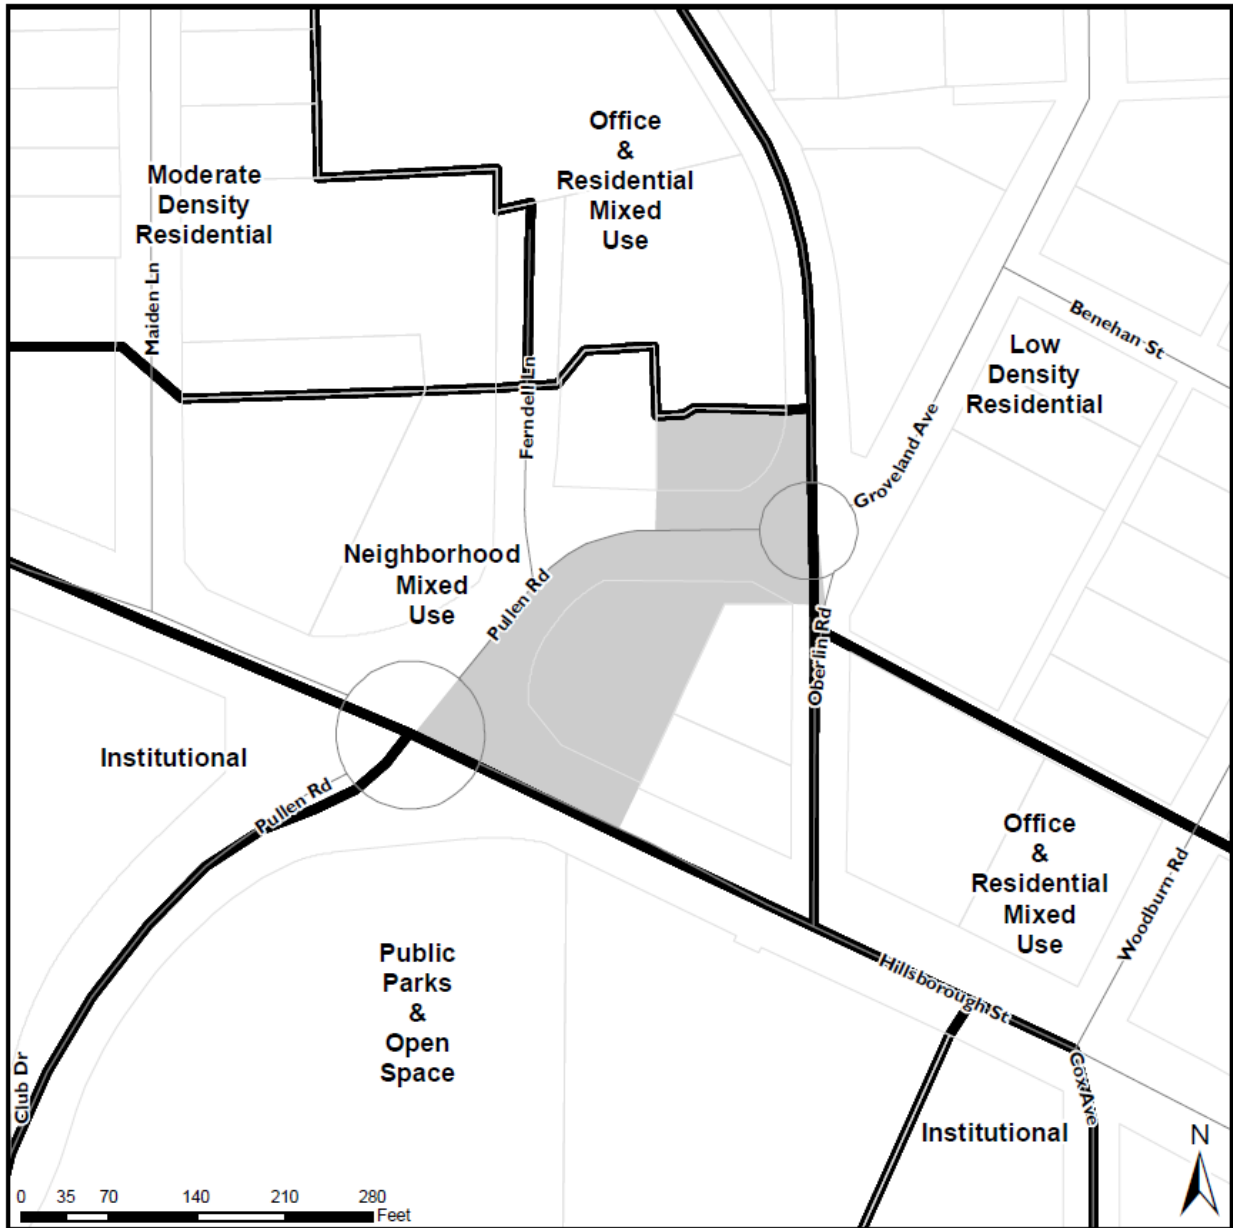 Office
&
Residential
Mixed
Use
Moderate
Density
Residential
Maiden Ln
Benehan St
Low
Density
Residential
Ferndell Ln
Groveland Ave
Neighborhood
Mixed
Use
Pullen Rd
Oberlin Rd
Institutional
Pullen Rd
Office
&
Residential
Mixed
Use
Woodburn Rd
Public
Parks
&
Open
Space
Hillsborough St
Club Dr
Cox Ave
Institutional
N
0 35 70 140 210 280
Feet